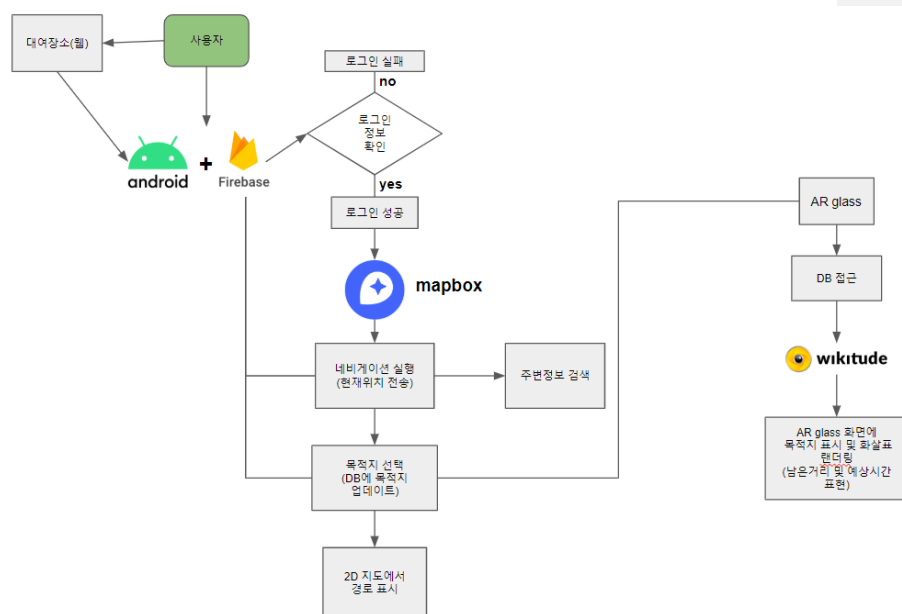 대여장소(웹)
사용자
로그인 실패
no
로그인
정보
확인
android
+
Firebase
yes
로그인 성공
AR glass
mapbox
DB 접근
네비게이션 실행
(현재위치 전송)
주변정보 검색
wikitude
목적지 선택
(DB에 목적지
업데이트)
AR glass 화면에
목적지 표시 및 화살표
랜더링
(남은거리 및 예상시간
표현)
2D 지도에서
경로 표시